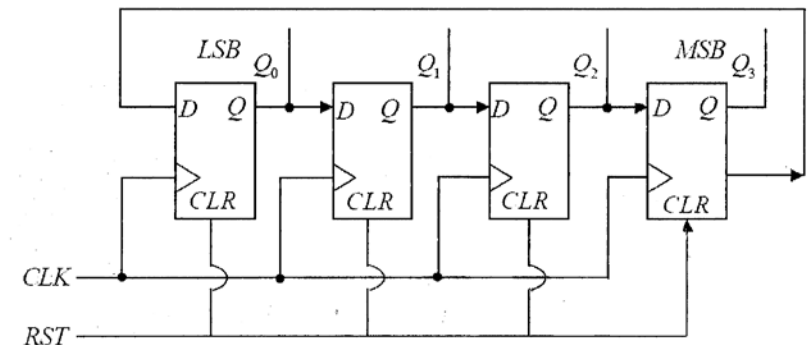 LSB Q₀ Q₁ Q₂ MSB Q₃
D Q D Q D Q D Q
CLR CLR CLR CLR
CLK
RST